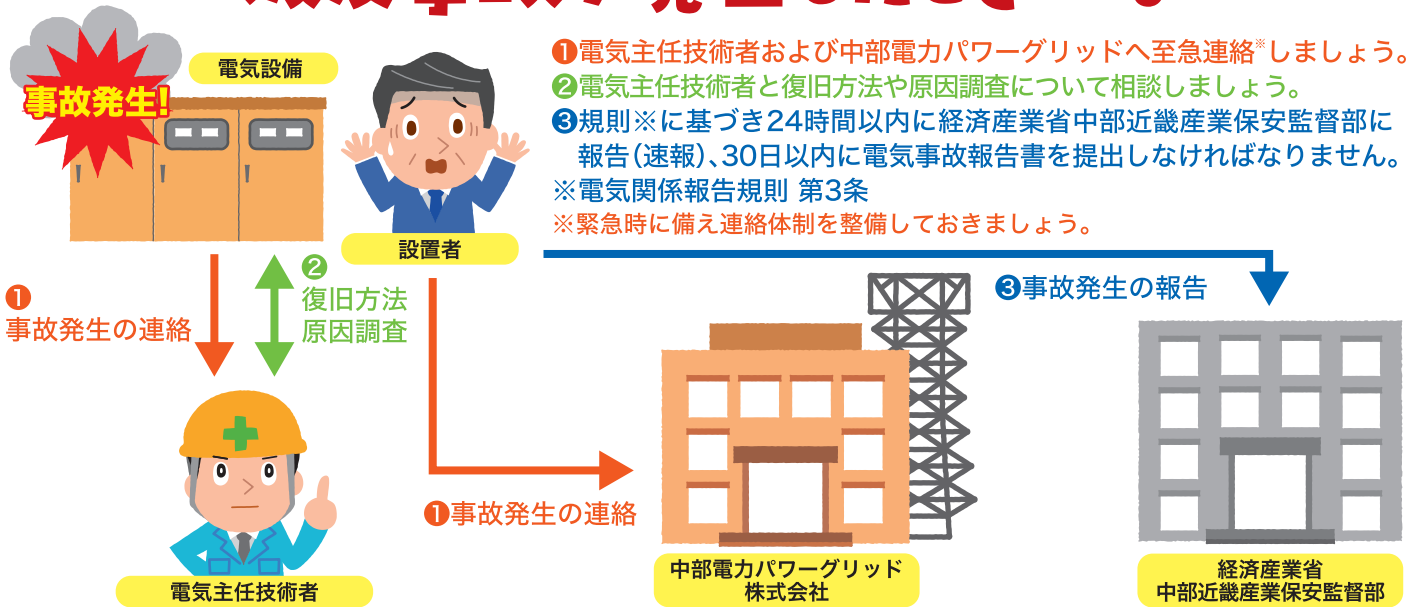 電気設備
事故発生!
❶電気主任技術者および中部電力パワーグリッドへ至急連絡※しましょう。
❷電気主任技術者と復旧方法や原因調査について相談しましょう。
❸規則※に基づき24時間以内に経済産業省中部近畿産業保安監督部に
報告(速報)、30日以内に電気事故報告書を提出しなければなりません。
※電気関係報告規則 第3条
※緊急時に備え連絡体制を整備しておきましょう。
設置者
❶
事故発生の連絡
❷
復旧方法
原因調査
❸事故発生の報告
❶事故発生の連絡
電気主任技術者
中部電力パワーグリッド
株式会社
経済産業省
中部近畿産業保安監督部